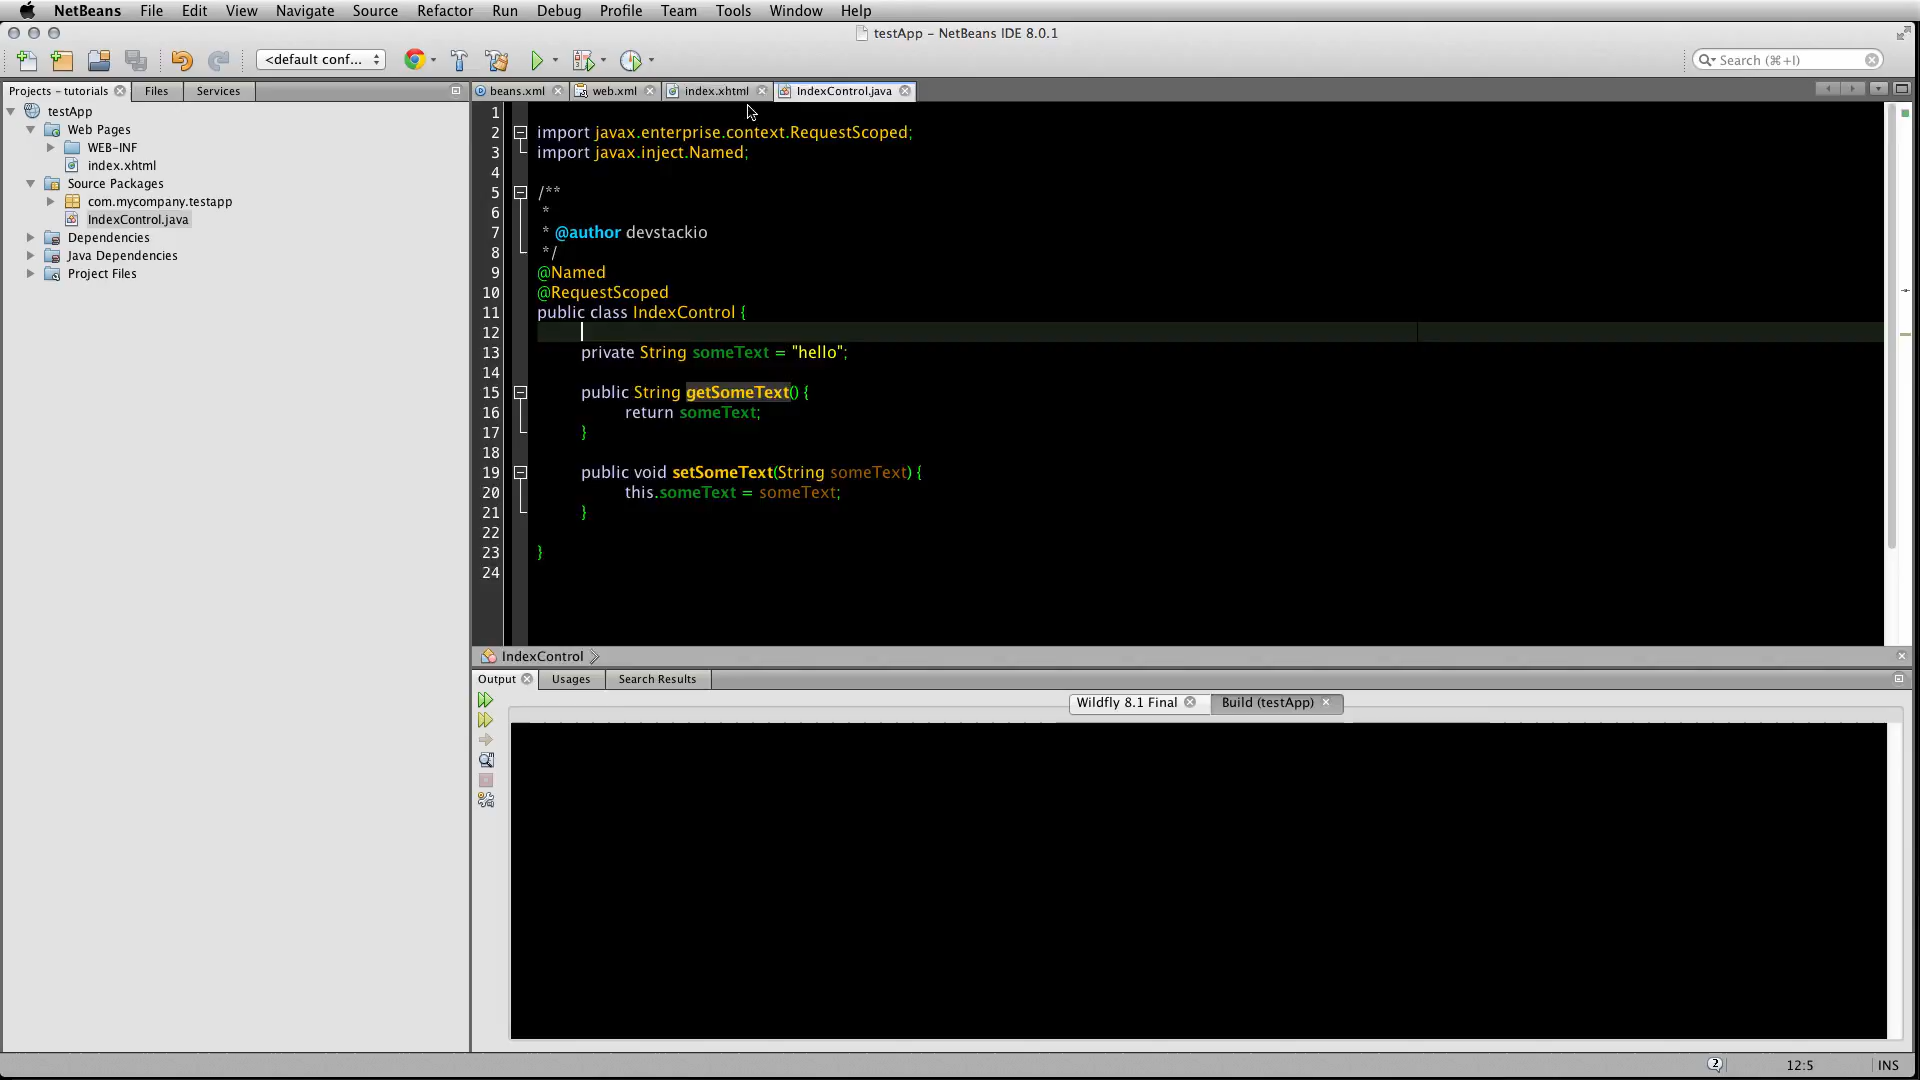 NetBeans File Edit View Navigate Source Refactor Run Debug Profile Team Tools Window Help
testApp – NetBeans IDE 8.0.1
<default conf...
Search (⌘+I)
Projects – tutorials Files Services
beans.xml web.xml index.xhtml IndexControl.java
testApp
Web Pages
WEB-INF
index.xhtml
Source Packages
com.mycompany.testapp
IndexControl.java
Dependencies
Java Dependencies
Project Files
1
2 import javax.enterprise.context.RequestScoped;
3 import javax.inject.Named;
4
5 /**
6 *
7 * @author devstackio
8 */
9 @Named
10 @RequestScoped
11 public class IndexControl {
12
13 private String someText = "hello";
14
15 public String getSomeText() {
16 return someText;
17 }
18
19 public void setSomeText(String someText) {
20 this.someText = someText;
21 }
22
23 }
24
IndexControl
Output Usages Search Results
Wildfly 8.1 Final Build (testApp)
2 12:5 INS